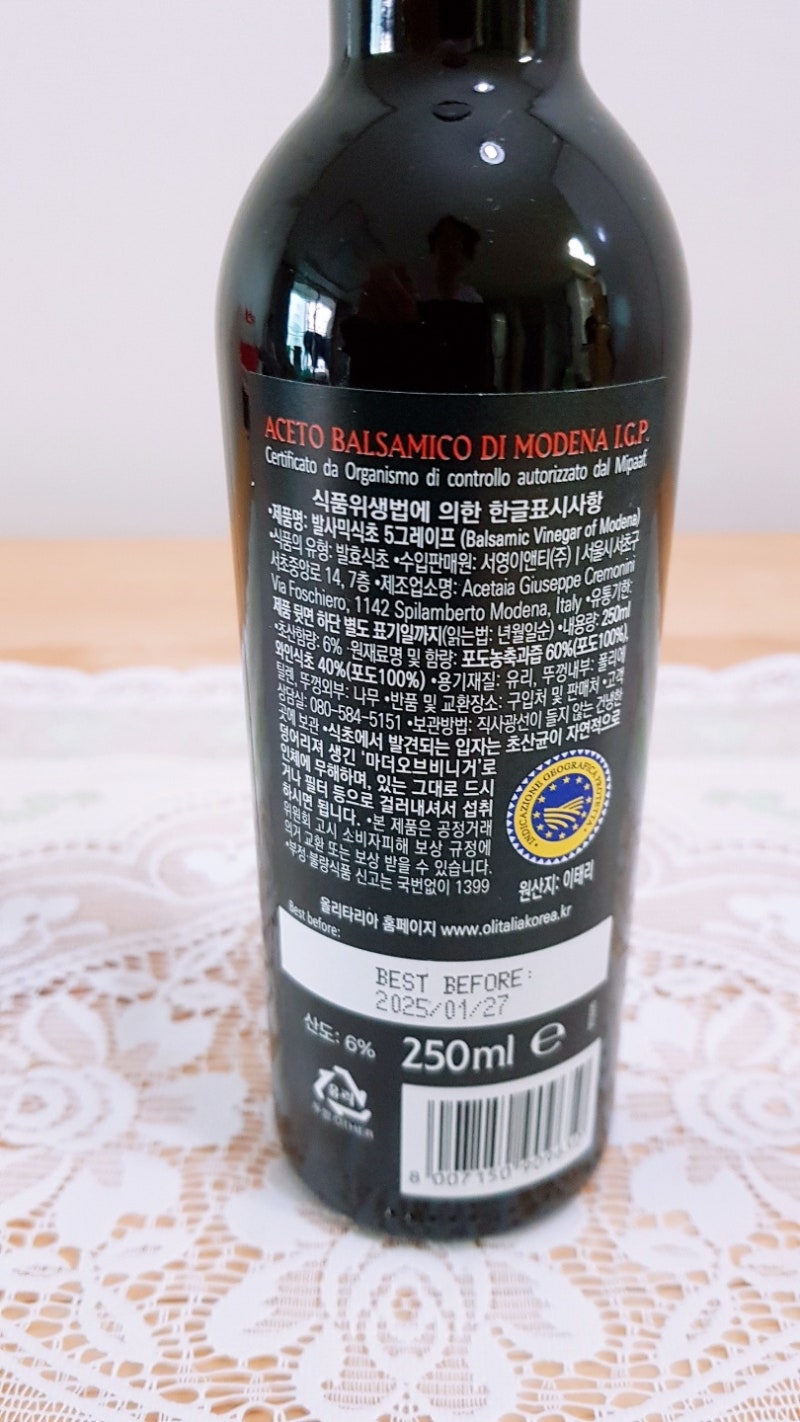 ACETO BALSAMICO DI MODENA I.G.P.
Certificato da Organismo di controllo autorizzato dal Mipaaf.
식품위생법에 의한 한글표시사항
•제품명: 발사믹식초 5그레이프 (Balsamic Vinegar of Modena)
•식품의 유형: 발효식초 •수입판매원: 서영이앤티(주) | 서울시 서초구
서초중앙로 14, 7층 •제조업소명: Acetaia Giuseppe Cremonini
Via Foschiero, 1142 Spilamberto Modena, Italy •유통기한:
제품 뒷면 하단 별도 표기일까지(읽는법: 년월일순) •내용량: 250ml
•초산함량: 6% •원재료명 및 함량: 포도농축과즙 60%(포도100%),
와인식초 40%(포도100%) •용기재질: 유리, 뚜껑내부: 폴리에
틸렌, 뚜껑외부: 나무 •반품 및 교환장소: 구입처 및 판매처 •고객
상담실: 080-584-5151 •보관방법: 직사광선이 들지 않는 건냉한
곳에 보관 •식초에서 발견되는 입자는 초산균이 자연적으로
덩어리져 생긴 '마더오브비니거'로
인체에 무해하며, 있는 그대로 드시
거나 필터 등으로 걸러내셔서 섭취
하시면 됩니다. •본 제품은 공정거래
위원회 고시 소비자피해 보상 규정에
의거 교환 또는 보상 받을 수 있습니다.
•부정·불량식품 신고는 국번없이 1399
INDICAZIONE GEOGRAFICA PROTETTA
원산지: 이태리
올리타리아 홈페이지 www.olitaliakorea.kr
Best before:
BEST BEFORE:
2025/01/27
산도: 6%
250ml e
유리
OTHER
8 007150